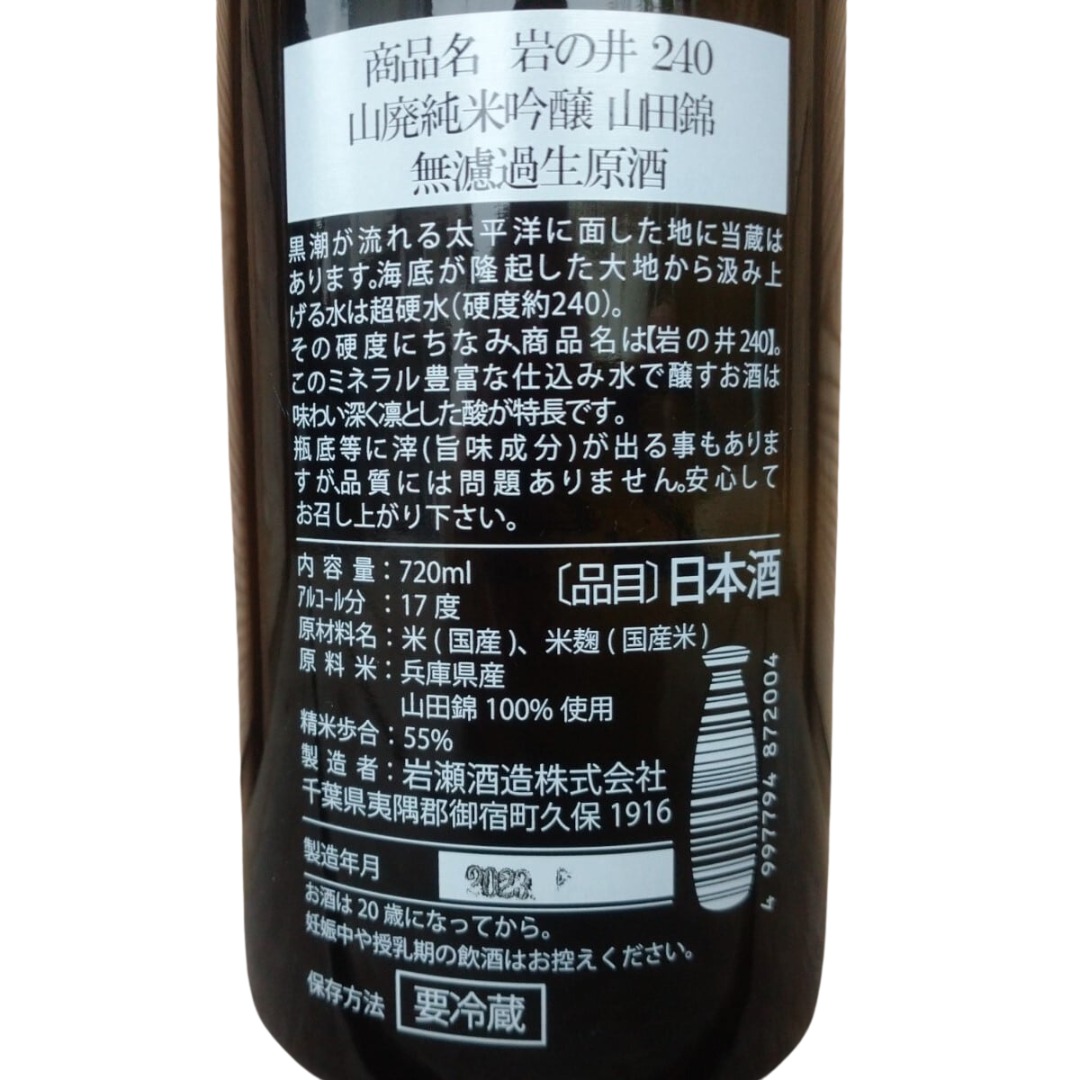 商品名 岩の井 240
山廃純米吟醸 山田錦
無濾過生原酒
黒潮が流れる太平洋に面した地に当蔵は
あります。海底が隆起した大地から汲み上
げる水は超硬水(硬度約240)。
その硬度にちなみ、商品名は【岩の井240】。
このミネラル豊富な仕込み水で醸すお酒は
味わい深く凛とした酸が特長です。
瓶底等に滓(旨味成分)が出る事もありま
すが、品質には問題ありません。安心して
お召し上がり下さい。
内容量:720ml
〔品目〕日本酒
アルコール分:17度
原材料名:米(国産)、米麹(国産米)
原料米:兵庫県産
山田錦100%使用
精米歩合:55%
製造者:岩瀬酒造株式会社
千葉県夷隅郡御宿町久保1916
4 997794 872004
製造年月 2023
お酒は20歳になってから。
妊娠中や授乳期の飲酒はお控えください。
保存方法 要冷蔵